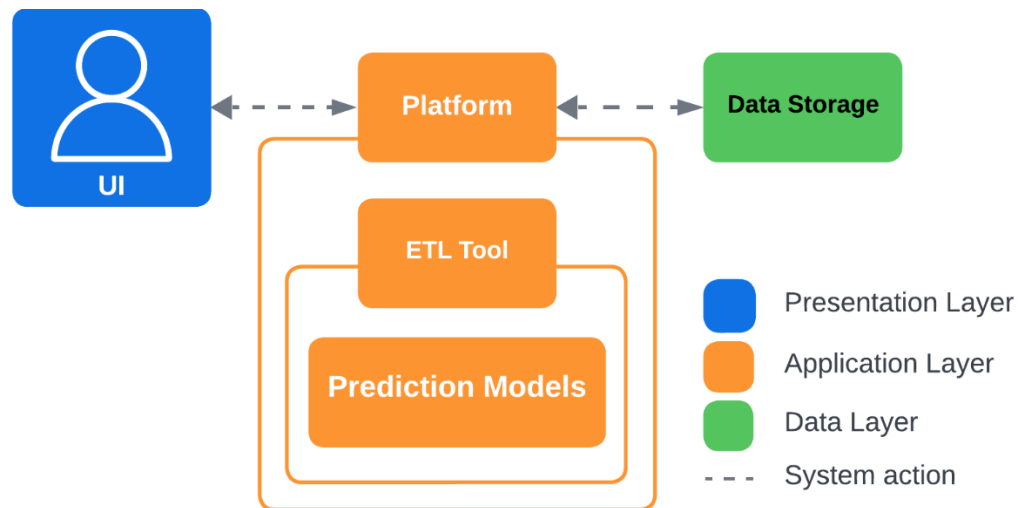 UI
Platform
Data Storage
ETL Tool
Prediction Models
Presentation Layer
Application Layer
Data Layer
System action